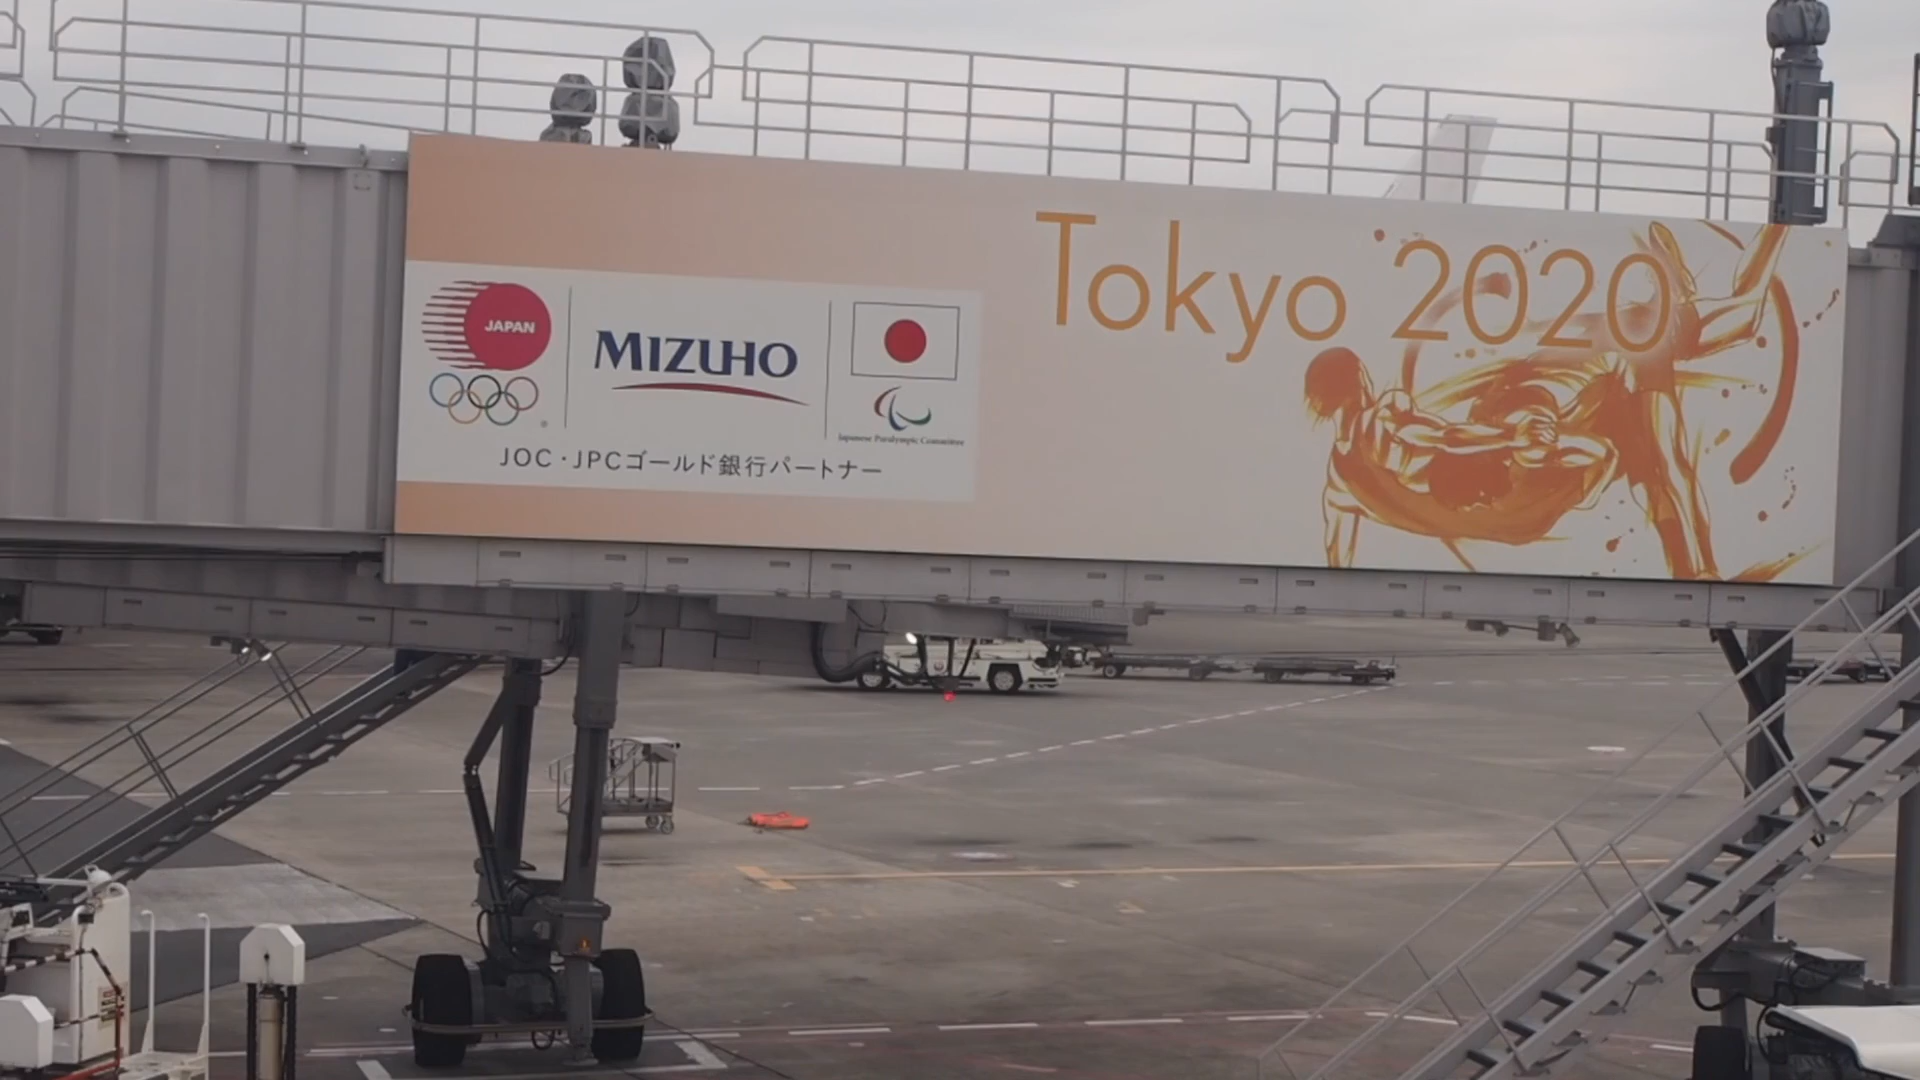 Tokyo 2020
JAPAN
MIZUHO
Japanese Paralympic Committee
JOC・JPCゴールド銀行パートナー